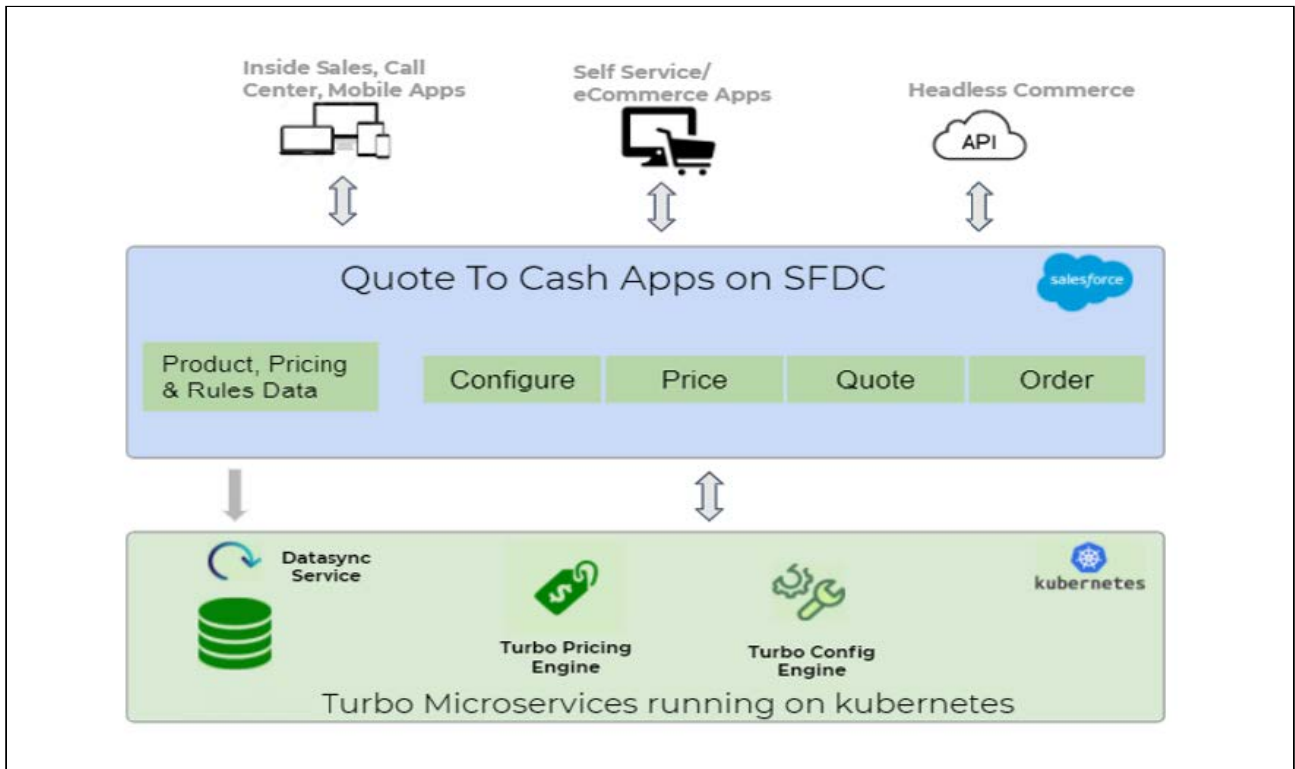 Inside Sales, Call
Center, Mobile Apps
Self Service/
eCommerce Apps
Headless Commerce
API
Quote To Cash Apps on SFDC
salesforce
Product, Pricing
& Rules Data
Configure
Price
Quote
Order
Datasync
Service
Turbo Pricing
Engine
Turbo Config
Engine
kubernetes
Turbo Microservices running on kubernetes